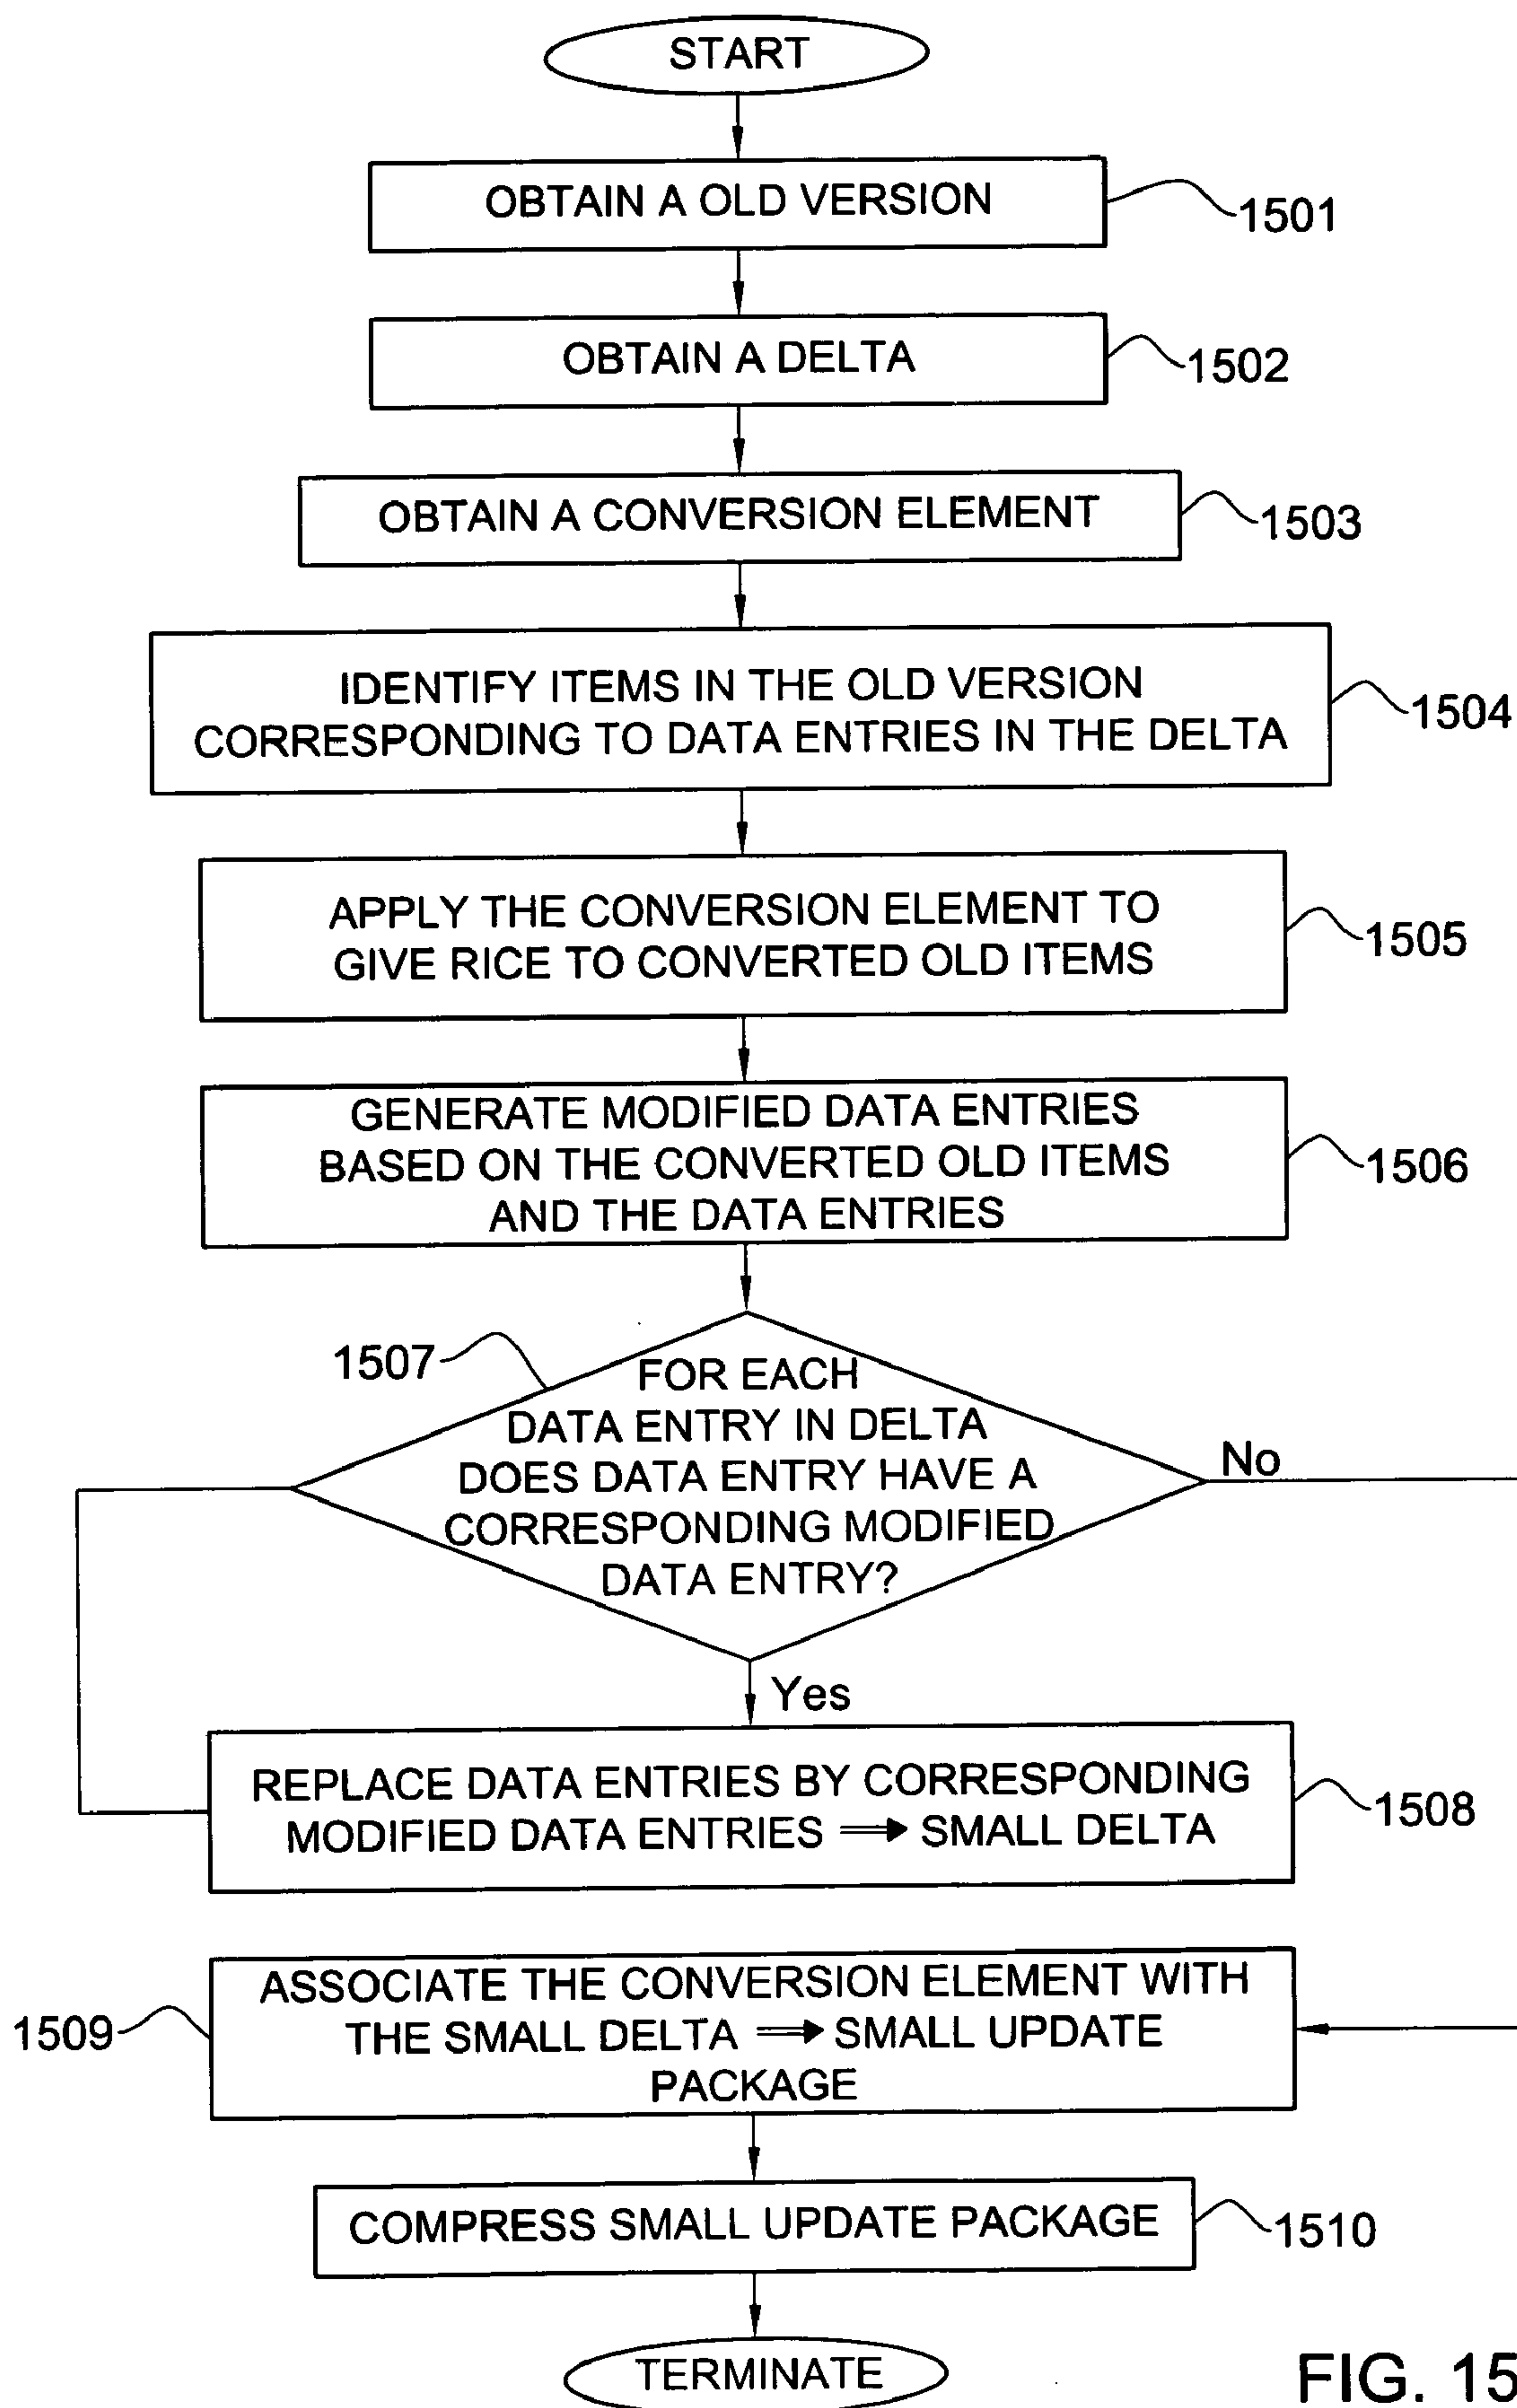 START
OBTAIN A OLD VERSION
1501
OBTAIN A DELTA
1502
OBTAIN A CONVERSION ELEMENT
1503
IDENTIFY ITEMS IN THE OLD VERSION
CORRESPONDING TO DATA ENTRIES IN THE DELTA
1504
APPLY THE CONVERSION ELEMENT TO
GIVE RICE TO CONVERTED OLD ITEMS
1505
GENERATE MODIFIED DATA ENTRIES
BASED ON THE CONVERTED OLD ITEMS
AND THE DATA ENTRIES
1506
1507
FOR EACH
DATA ENTRY IN DELTA
DOES DATA ENTRY HAVE A
CORRESPONDING MODIFIED
DATA ENTRY?
No
Yes
REPLACE DATA ENTRIES BY CORRESPONDING
MODIFIED DATA ENTRIES ⇒ SMALL DELTA
1508
ASSOCIATE THE CONVERSION ELEMENT WITH
THE SMALL DELTA ⇒ SMALL UPDATE
PACKAGE
1509
COMPRESS SMALL UPDATE PACKAGE
1510
TERMINATE
FIG. 15